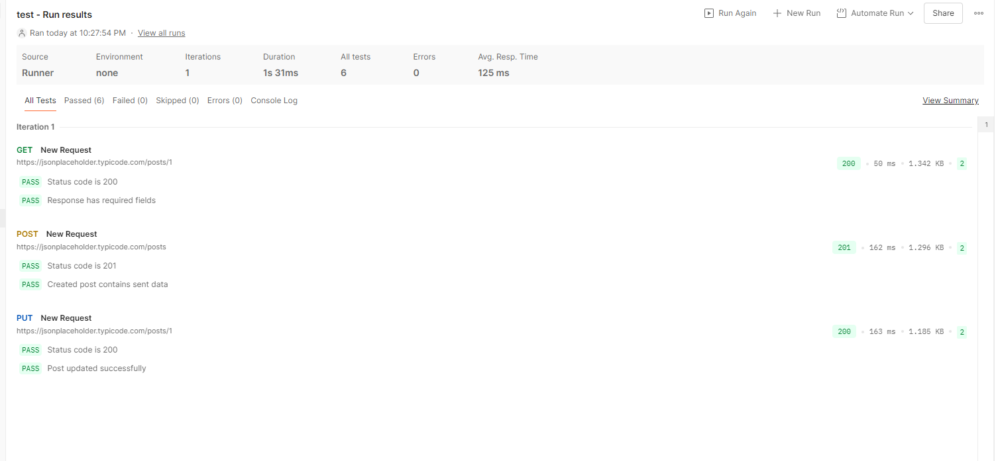 test - Run results
Run Again
New Run
Automate Run
Share
Ran today at 10:27:54 PM · View all runs
Source Environment Iterations Duration All tests Errors Avg. Resp. Time
Runner none 1 1s 31ms 6 0 125 ms
All Tests Passed (6) Failed (0) Skipped (0) Errors (0) Console Log View Summary
Iteration 1
1
GET New Request
https://jsonplaceholder.typicode.com/posts/1
200 • 50 ms • 1.342 KB • 2
PASS Status code is 200
PASS Response has required fields
POST New Request
https://jsonplaceholder.typicode.com/posts
201 • 162 ms • 1.296 KB • 2
PASS Status code is 201
PASS Created post contains sent data
PUT New Request
https://jsonplaceholder.typicode.com/posts/1
200 • 163 ms • 1.185 KB • 2
PASS Status code is 200
PASS Post updated successfully